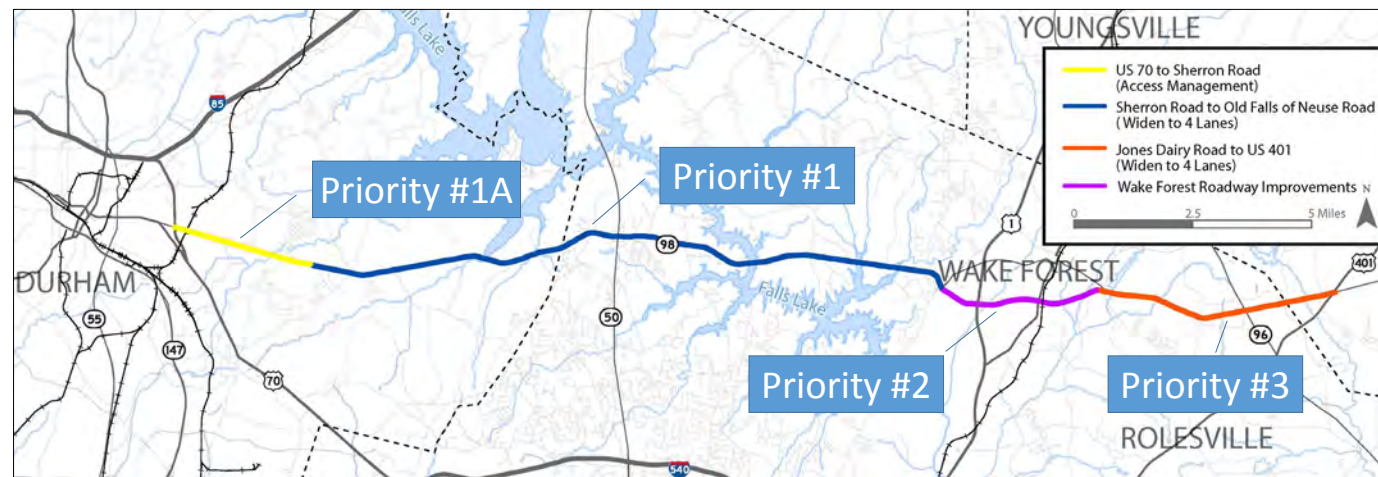 Falls Lake
YOUNGSVILLE
US 70 to Sherron Road
(Access Management)
Sherron Road to Old Falls of Neuse Road
(Widen to 4 Lanes)
Jones Dairy Road to US 401
(Widen to 4 Lanes)
Wake Forest Roadway Improvements
N
0 2.5 5 Miles
85
Priority #1A
Priority #1
1
98
DURHAM
WAKE FOREST
401
Falls Lake
55
147
50
96
70
Priority #2
Priority #3
ROLESVILLE
540